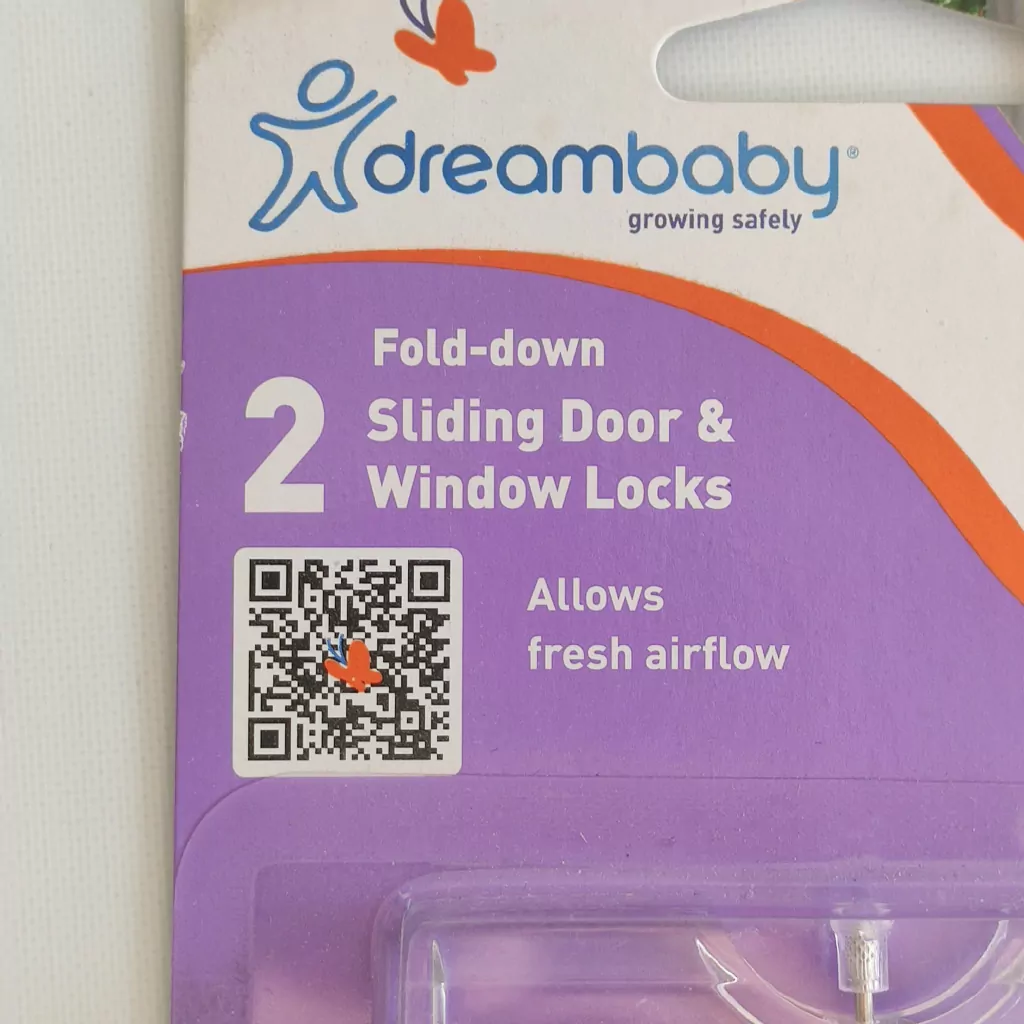 dreambaby®
growing safely
Fold-down
2 Sliding Door &
Window Locks
Allows
fresh airflow